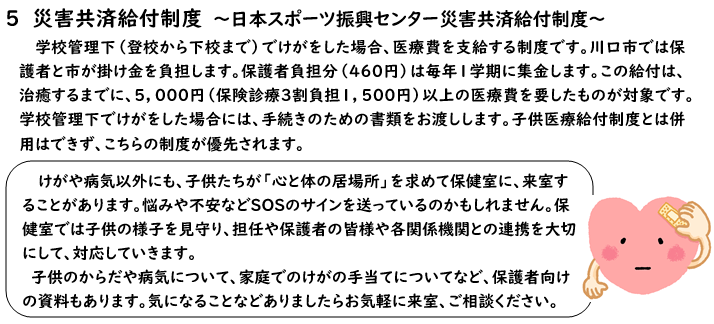 5 災害共済給付制度 ～日本スポーツ振興センター災害共済給付制度～
学校管理下（登校から下校まで）でけがをした場合、医療費を支給する制度です。川口市では保
護者と市が掛け金を負担します。保護者負担分（460円）は毎年1学期に集金します。この給付は、
治癒するまでに、5,000円（保険診療3割負担1,500円）以上の医療費を要したものが対象です。
学校管理下でけがをした場合には、手続きのための書類をお渡しします。子供医療給付制度とは併
用はできず、こちらの制度が優先されます。
けがや病気以外にも、子供たちが「心と体の居場所」を求めて保健室に、来室す
ることがあります。悩みや不安などSOSのサインを送っているのかもしれません。保
健室では子供の様子を見守り、担任や保護者の皆様や各関係機関との連携を大切
にして、対応していきます。
子供のからだや病気について、家庭でのけがの手当てについてなど、保護者向け
の資料もあります。気になることなどありましたらお気軽に来室、ご相談ください。